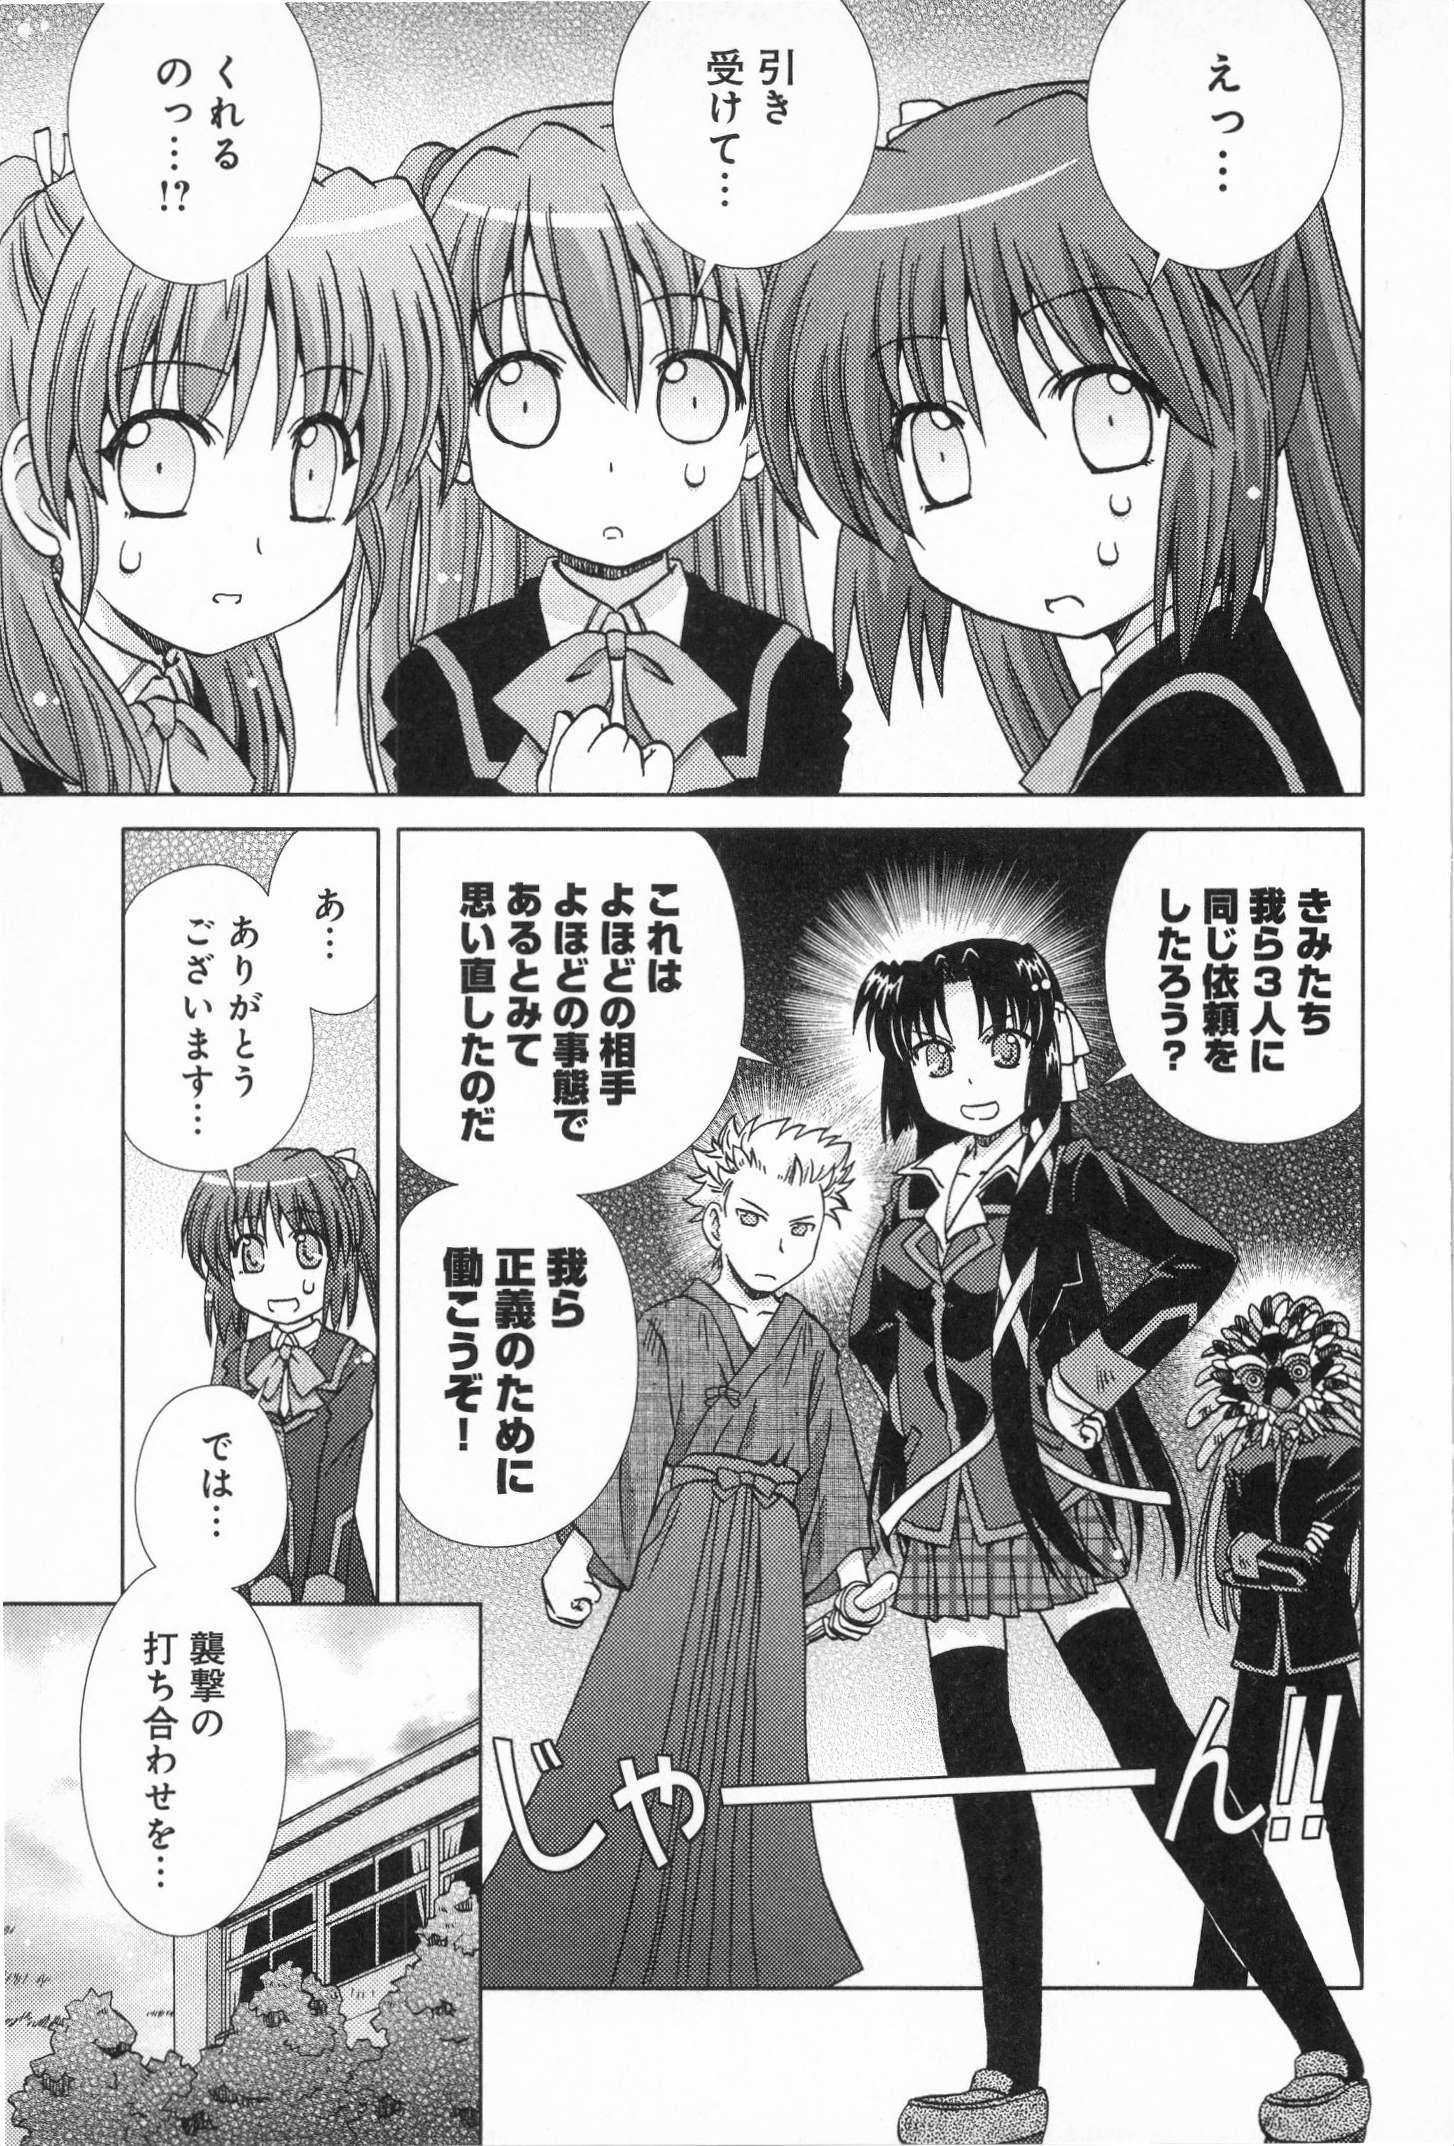 えっ…
引き
受けて…
くれる
のっ…!?
きみたち
我ら3人に
同じ依頼を
したろう?
これは
よほどの相手
よほどの事態で
あるとみて
思い直したのだ
我ら
正義のために
働こうぞ!
じゃーん!!
あ…
ありがとう
ございます…
では…
襲撃の
打ち合わせを…